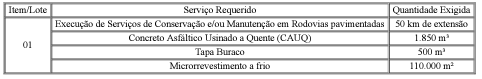 Item/Lote Serviço Requerido Quantidade Exigida
Execução de Serviços de Conservação e/ou Manutenção em Rodovias pavimentadas 50 km de extensão
01 Concreto Asfáltico Usinado a Quente (CAUQ) 1.850 m³
Tapa Buraco 500 m³
Microrrevestimento a frio 110.000 m²